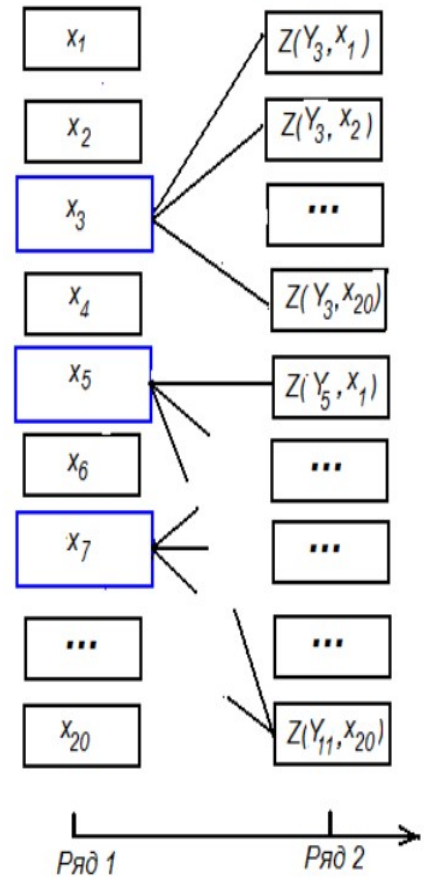 x₁
Z(Y₃, x₁)
x₂
Z(Y₃, x₂)
x₃
...
x₄
Z(Y₃, x₂₀)
x₅
Z(Y₅, x₁)
x₆
...
x₇
...
...
...
x₂₀
Z(Y₁₁, x₂₀)
Ряд 1
Ряд 2